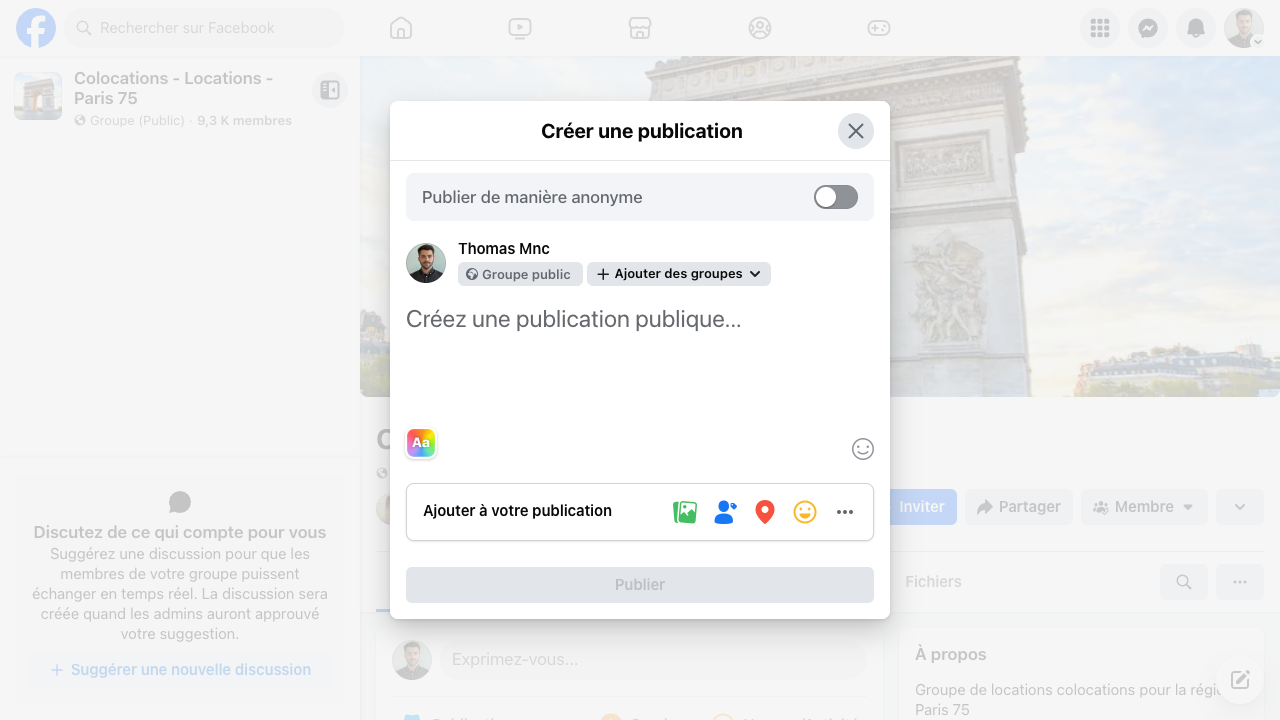 Rechercher sur Facebook
Colocations - Locations -
Paris 75
Groupe (Public) · 9,3 K membres
Créer une publication
Publier de manière anonyme
Thomas Mnc
Groupe public
Ajouter des groupes
Créez une publication publique...
Aa
Ajouter à votre publication
Publier
Inviter
Partager
Membre
Fichiers
Discutez de ce qui compte pour vous
Suggérez une discussion pour que les
membres de votre groupe puissent
échanger en temps réel. La discussion sera
créée quand les admins auront approuvé
votre suggestion.
+ Suggérer une nouvelle discussion
Exprimez-vous...
À propos
Groupe de locations colocations pour la
Paris 75